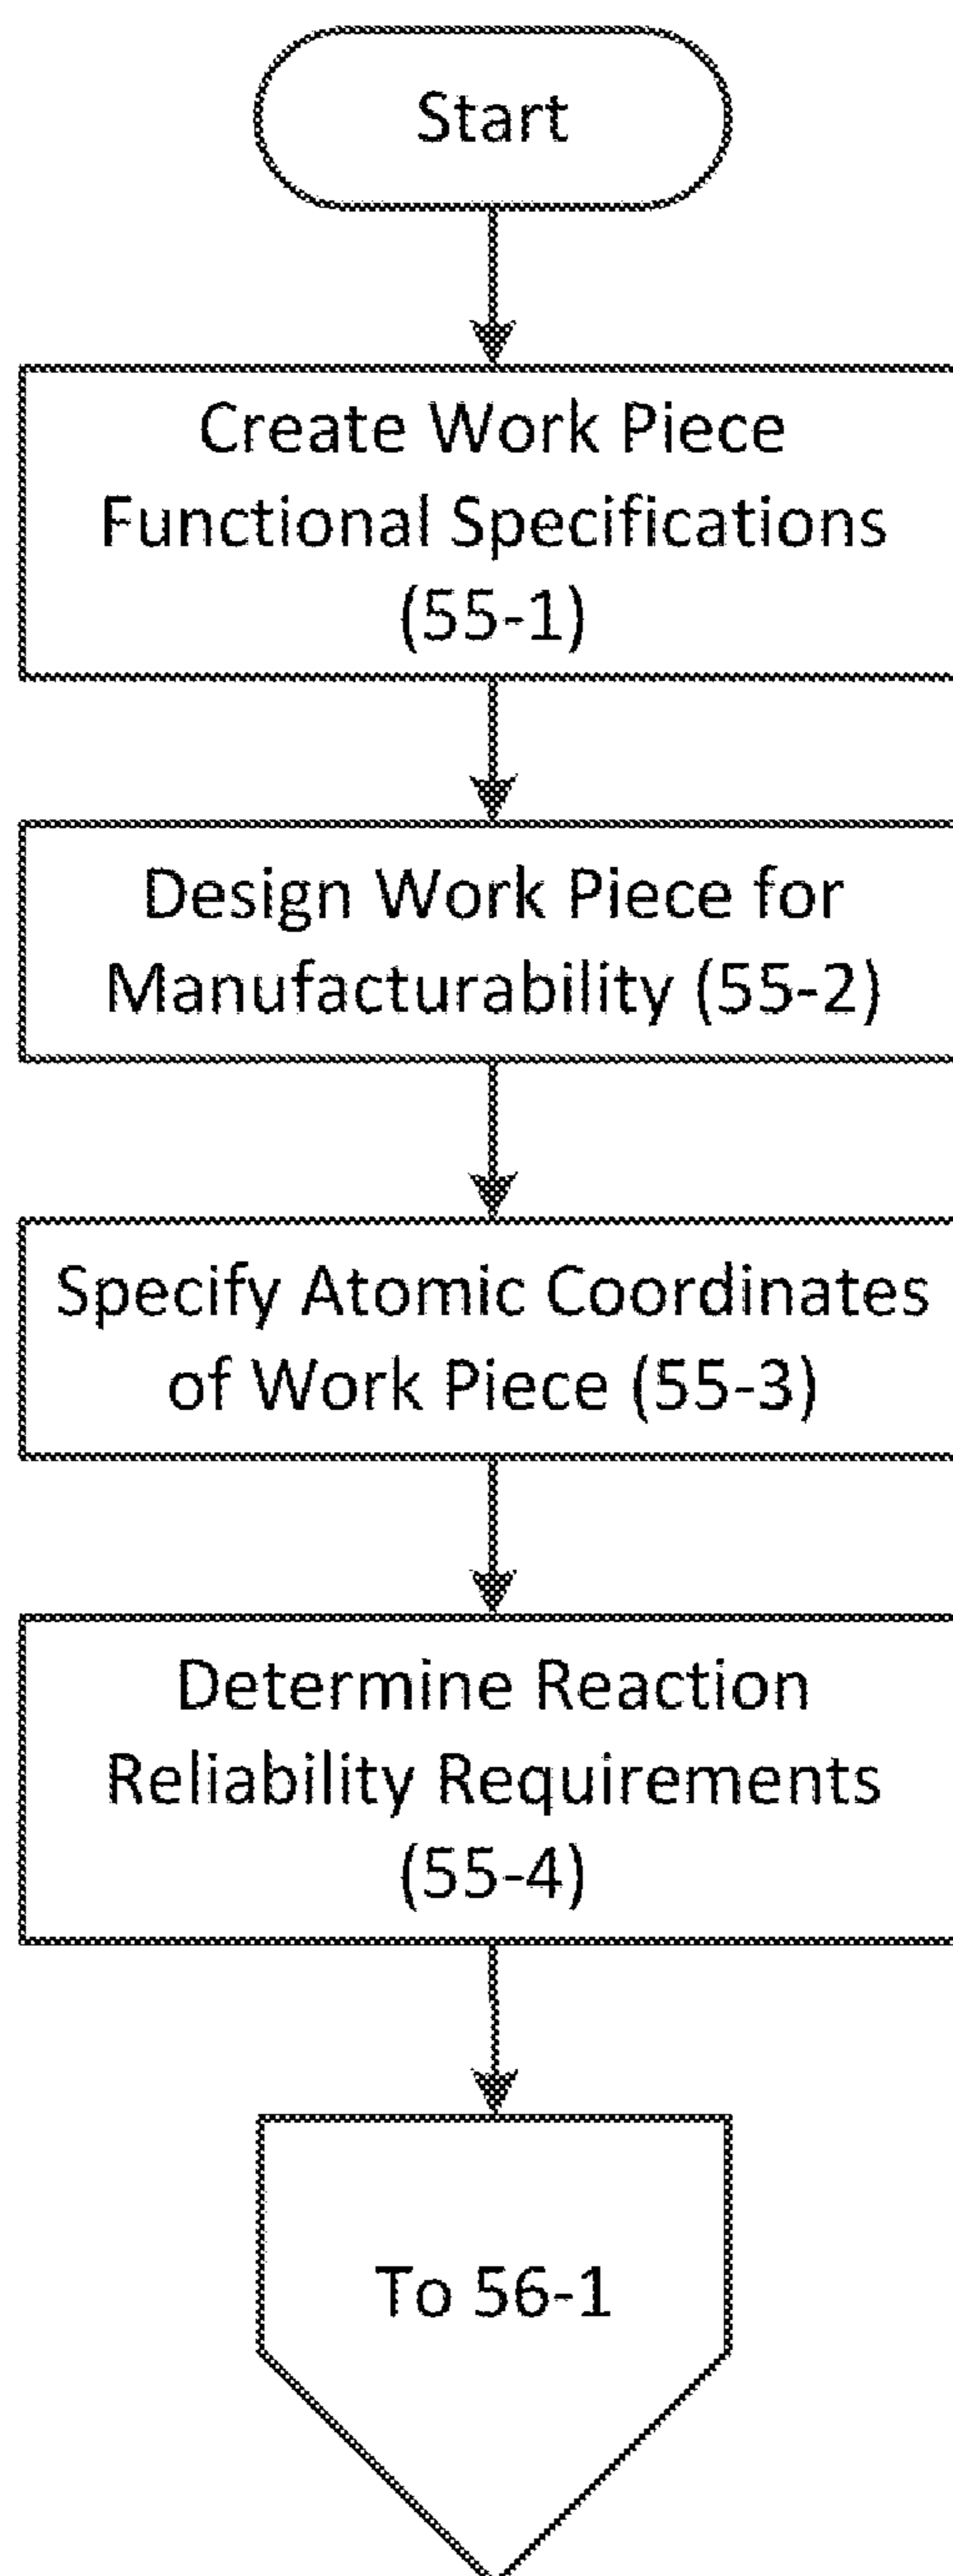 Start
Create Work Piece
Functional Specifications
(55-1)
Design Work Piece for
Manufacturability (55-2)
Specify Atomic Coordinates
of Work Piece (55-3)
Determine Reaction
Reliability Requirements
(55-4)
To 56-1